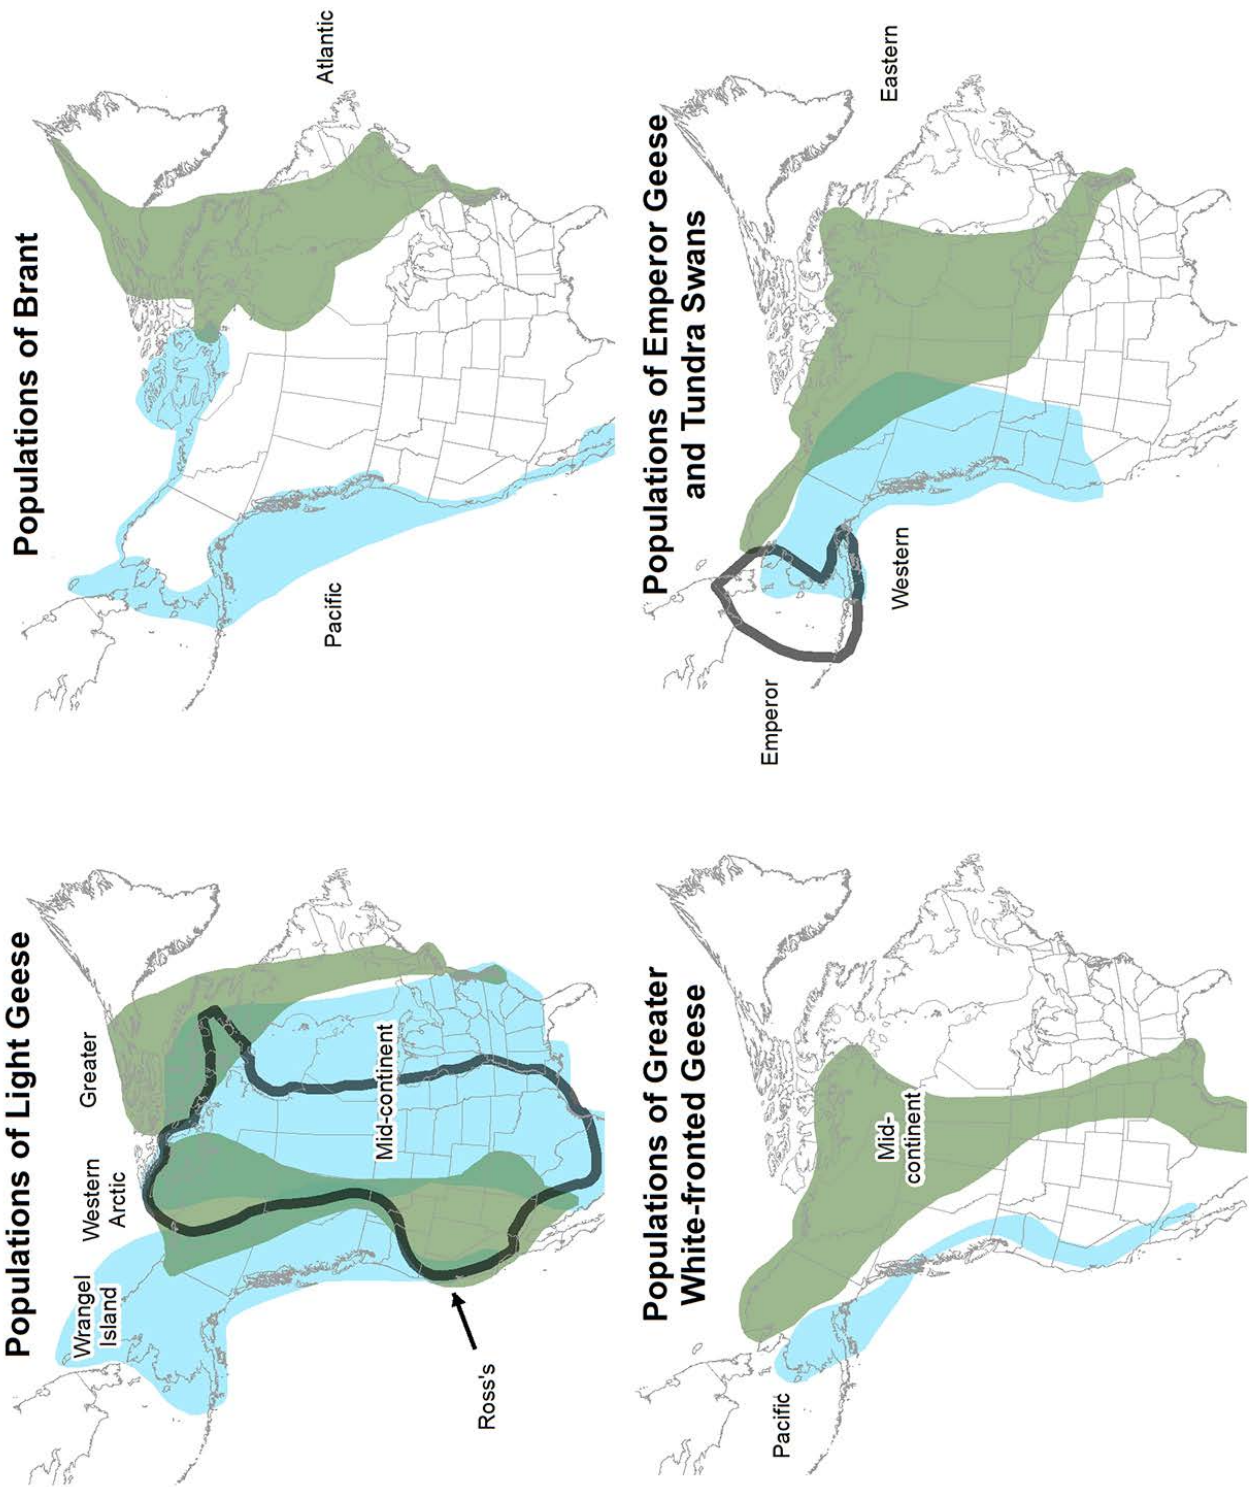 Populations of Light Geese
Wrangel
Island
Western
Arctic
Greater
Mid-continent
Ross's
Populations of Brant
Pacific
Atlantic
Populations of Greater
White-fronted Geese
Pacific
Mid-
continent
Populations of Emperor Geese
and Tundra Swans
Emperor
Western
Eastern